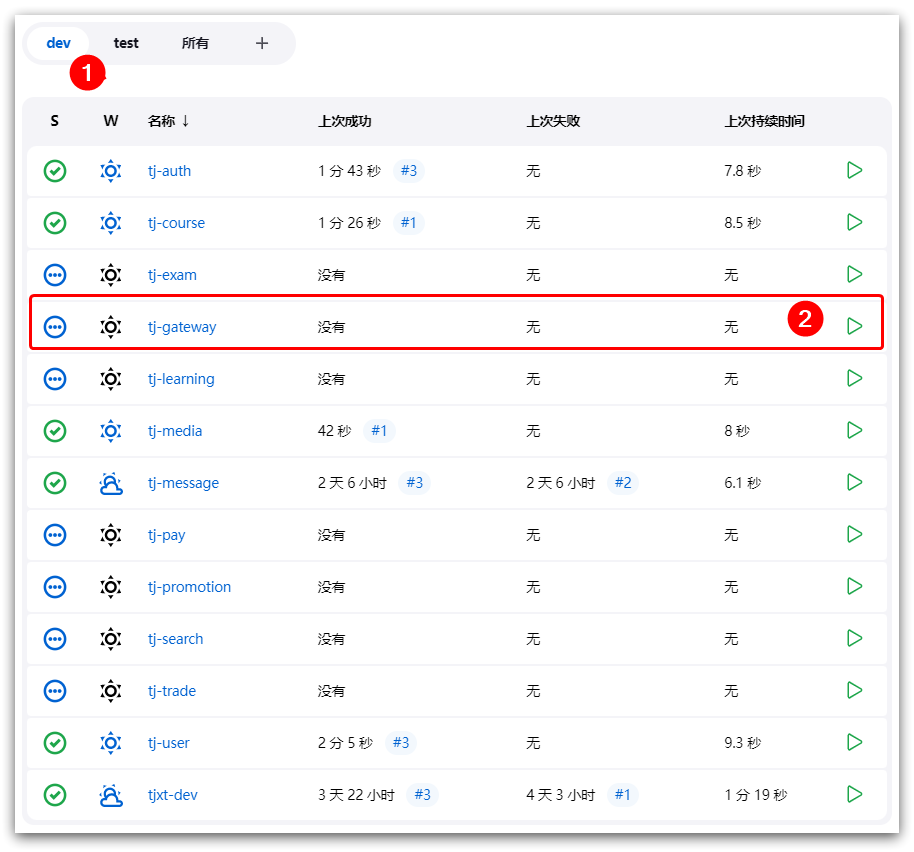 dev test 所有 +
1
S W 名称 ↓ 上次成功 上次失败 上次持续时间
tj-auth 1 分 43 秒 #3 无 7.8 秒
tj-course 1 分 26 秒 #1 无 8.5 秒
tj-exam 没有 无 无
tj-gateway 没有 无 无 2
tj-learning 没有 无 无
tj-media 42 秒 #1 无 8 秒
tj-message 2 天 6 小时 #3 2 天 6 小时 #2 6.1 秒
tj-pay 没有 无 无
tj-promotion 没有 无 无
tj-search 没有 无 无
tj-trade 没有 无 无
tj-user 2 分 5 秒 #3 无 9.3 秒
tjxt-dev 3 天 22 小时 #3 4 天 3 小时 #1 1 分 19 秒